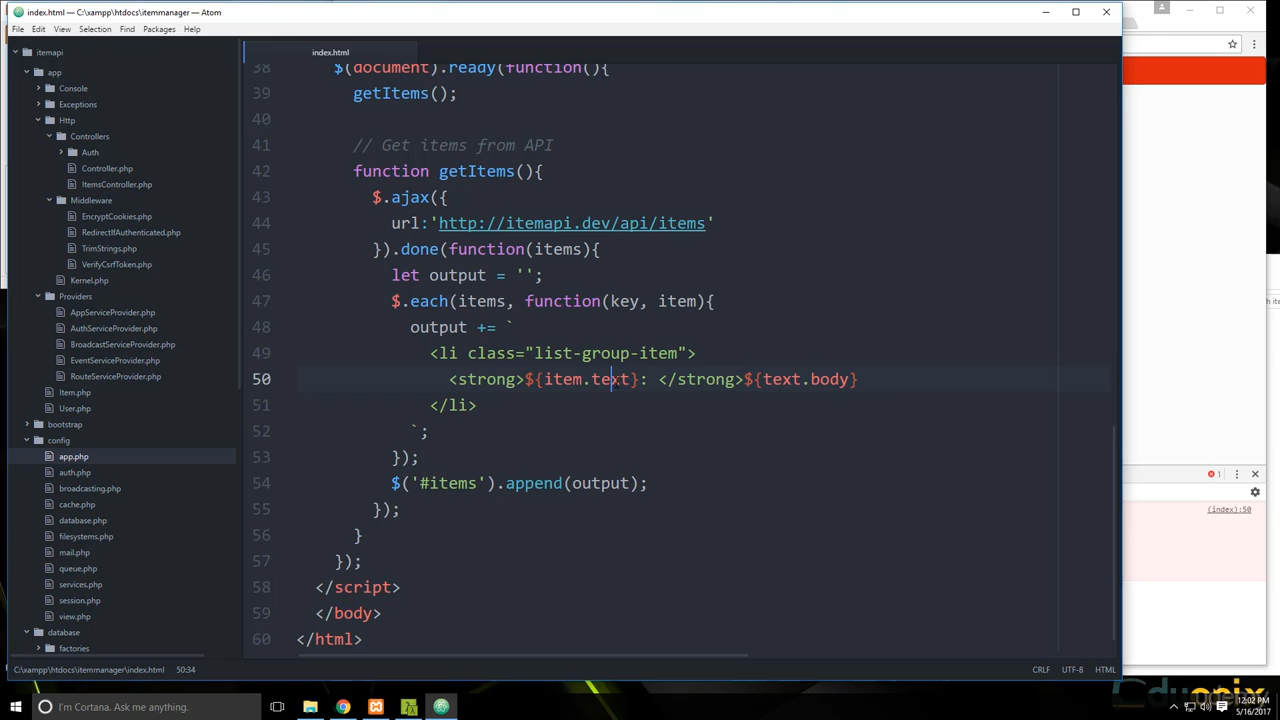 index.html — C:\xampp\htdocs\itemmanager — Atom
File Edit View Selection Find Packages Help
itemapi
app
Console
Exceptions
Http
Controllers
Auth
Controller.php
ItemsController.php
Middleware
EncryptCookies.php
RedirectIfAuthenticated.php
TrimStrings.php
VerifyCsrfToken.php
Kernel.php
Providers
AppServiceProvider.php
AuthServiceProvider.php
BroadcastServiceProvider.php
EventServiceProvider.php
RouteServiceProvider.php
Item.php
User.php
bootstrap
config
app.php
auth.php
broadcasting.php
cache.php
database.php
filesystems.php
mail.php
queue.php
services.php
session.php
view.php
database
factories
index.html
38 $(document).ready(function(){
39 getItems();
40
41 // Get items from API
42 function getItems(){
43 $.ajax({
44 url:'http://itemapi.dev/api/items'
45 }).done(function(items){
46 let output = '';
47 $.each(items, function(key, item){
48 output += `
49 <li class="list-group-item">
50 <strong>${item.text}: </strong>${text.body}
51 </li>
52 `;
53 });
54 $('#items').append(output);
55 });
56 }
57 });
58 </script>
59 </body>
60 </html>
1
(index):50
C:\xampp\htdocs\itemmanager\index.html 50:34 CRLF UTF-8 HTML
I'm Cortana. Ask me anything.
12:02 PM
5/16/2017